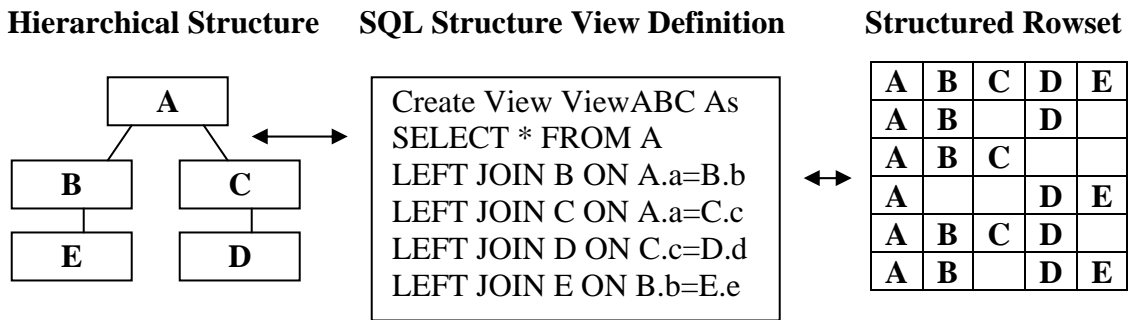 Hierarchical Structure SQL Structure View Definition Structured Rowset
A
B C
E D
Create View ViewABC As
SELECT * FROM A
LEFT JOIN B ON A.a=B.b
LEFT JOIN C ON A.a=C.c
LEFT JOIN D ON C.c=D.d
LEFT JOIN E ON B.b=E.e
A B C D E
A B D
A B C
A D E
A B C D
A B D E